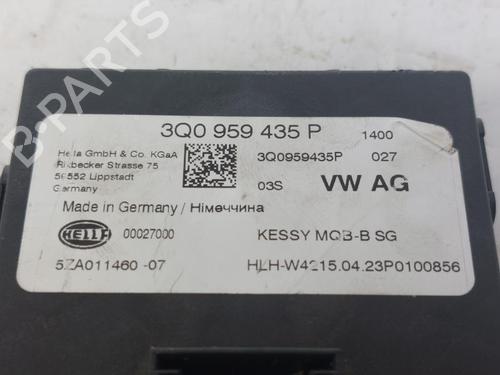 3Q0 959 435 P 1400
Hella GmbH & Co. KGaA
Rixbecker Strasse 75
59552 Lippstadt
Germany
3Q0959435P 027
03S VW AG
Made in Germany / Німеччина
HELLA 00027000 KESSY MQB-B SG
5ZA011460 -07 HLH-W4215.04.23P0100856
B PARTS